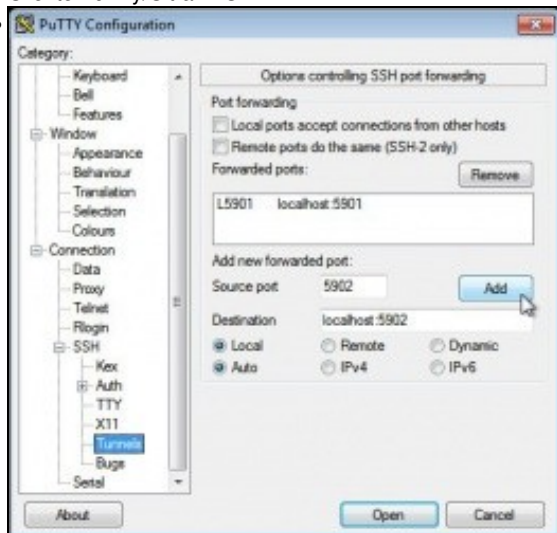 PuTTY Configuration
Category:
Keyboard
Bell
Features
Window
Appearance
Behaviour
Translation
Selection
Colours
Connection
Data
Proxy
Telnet
Rlogin
SSH
Kex
Auth
TTY
X11
Tunnels
Bugs
Serial
Options controlling SSH port forwarding
Port forwarding
Local ports accept connections from other hosts
Remote ports do the same (SSH-2 only)
Forwarded ports:
Remove
L5901 localhost:5901
Add new forwarded port:
Source port 5902 Add
Destination localhost:5902
Local Remote Dynamic
Auto IPv4 IPv6
About Open Cancel